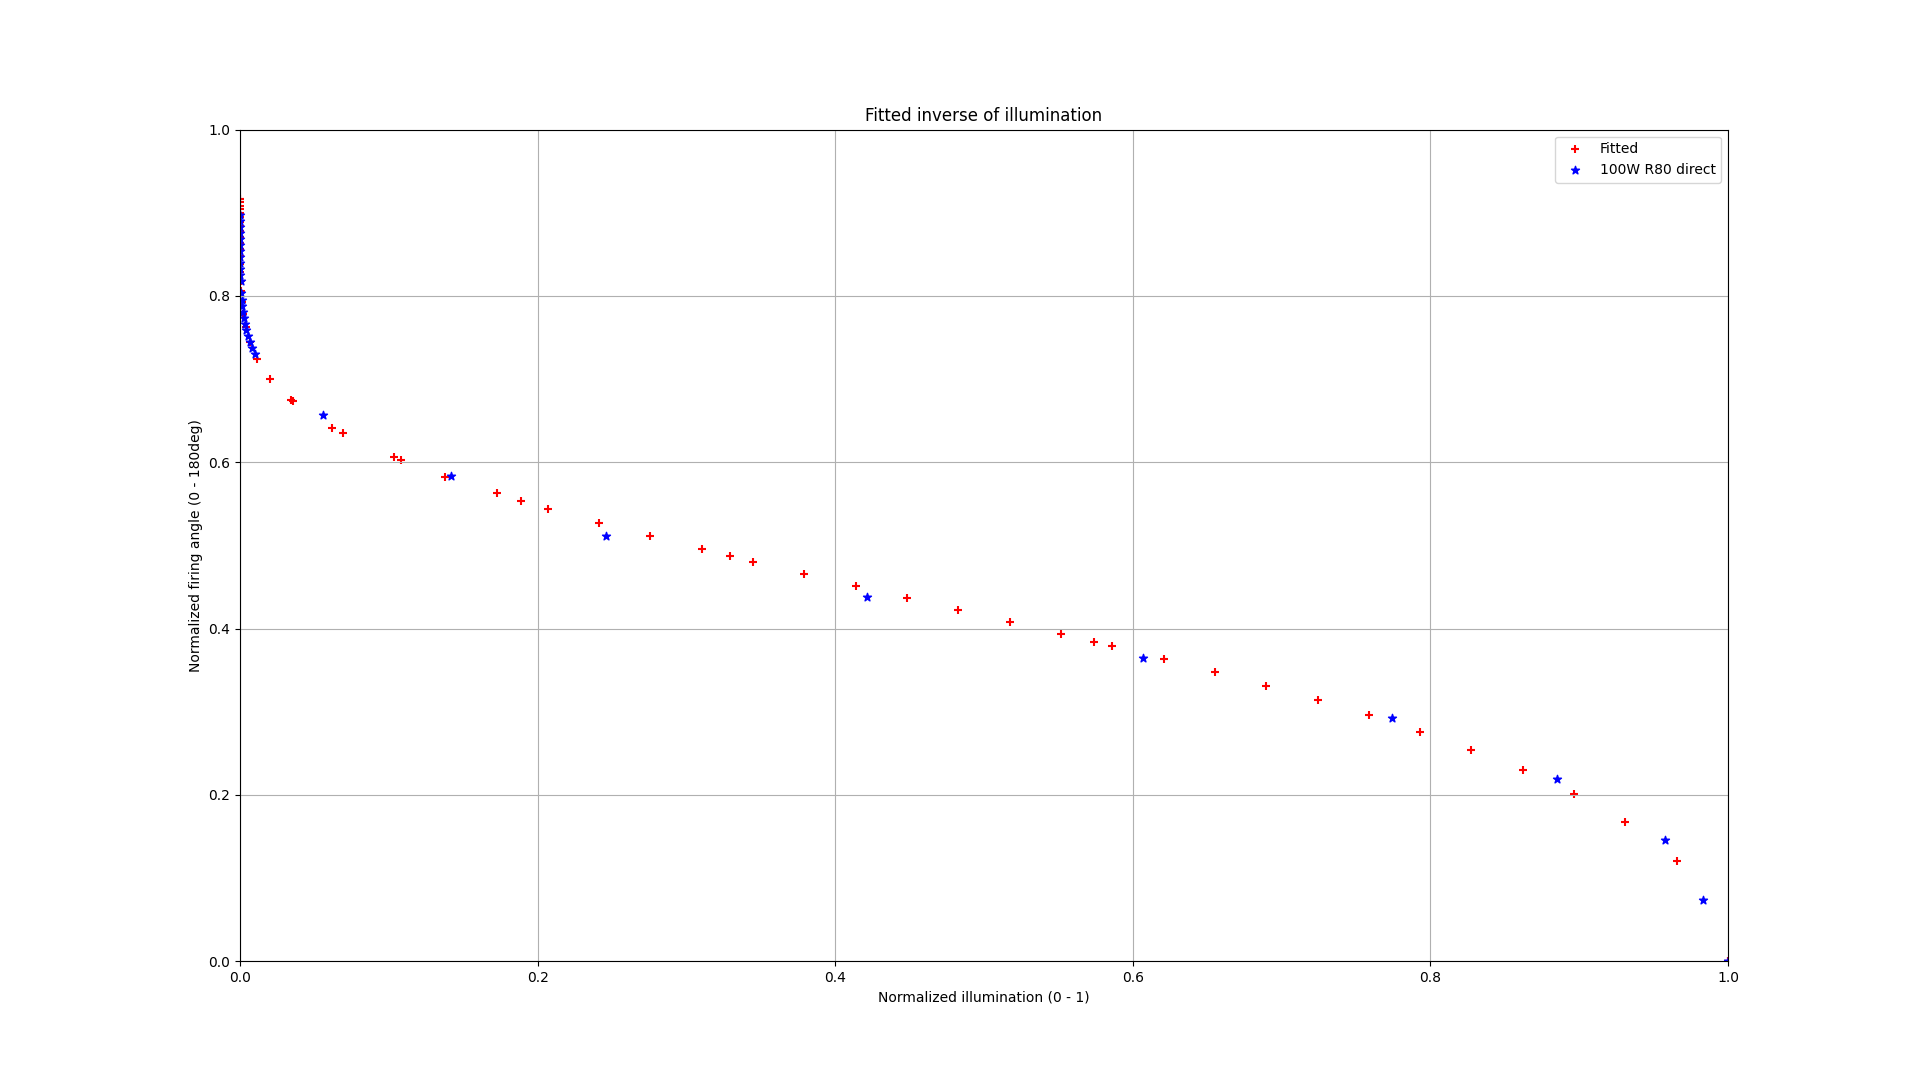 Fitted inverse of illumination
Fitted
100W R80 direct
Normalized firing angle (0 - 180deg)
1.0
0.8
0.6
0.4
0.2
0.0
0.0 0.2 0.4 0.6 0.8 1.0
Normalized illumination (0 - 1)